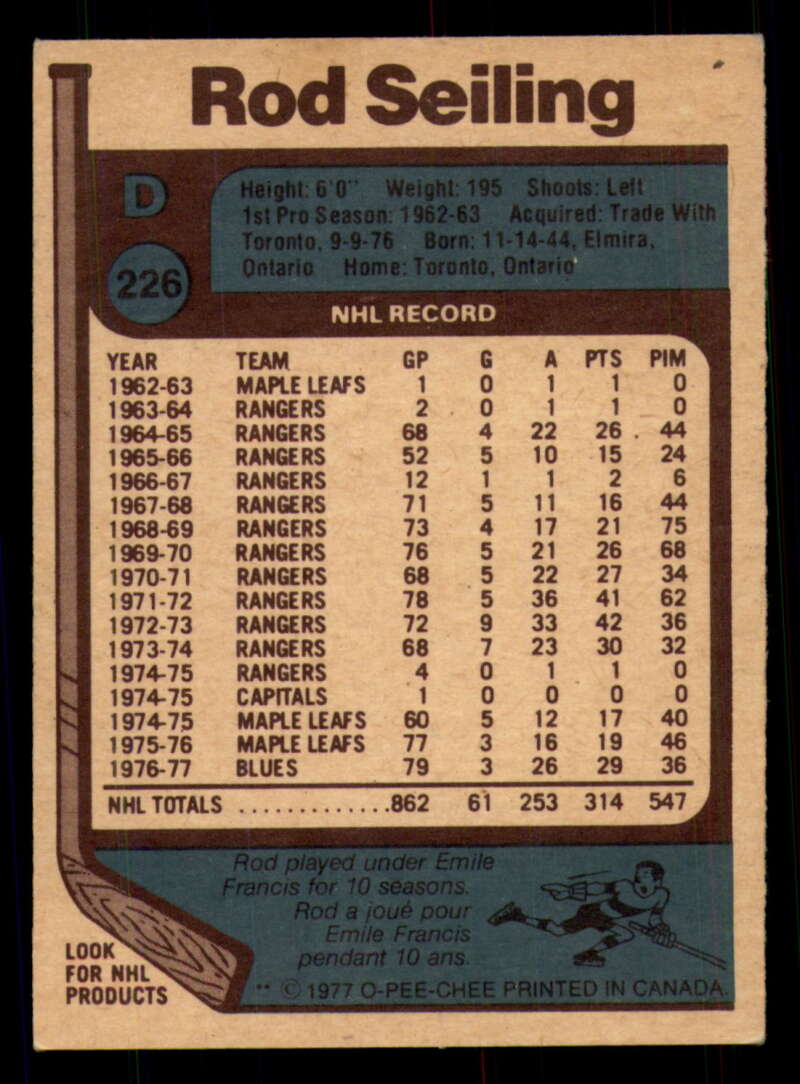 Rod Seiling
D
226
Height: 6'0" Weight: 195 Shoots: Left
1st Pro Season: 1962-63 Acquired: Trade With
Toronto, 9-9-76 Born: 11-14-44, Elmira,
Ontario Home: Toronto, Ontario
NHL RECORD
YEAR TEAM GP G A PTS PIM
1962-63 MAPLE LEAFS 1 0 1 1 0
1963-64 RANGERS 2 0 1 1 0
1964-65 RANGERS 68 4 22 26 44
1965-66 RANGERS 52 5 10 15 24
1966-67 RANGERS 12 1 1 2 6
1967-68 RANGERS 71 5 11 16 44
1968-69 RANGERS 73 4 17 21 75
1969-70 RANGERS 76 5 21 26 68
1970-71 RANGERS 68 5 22 27 34
1971-72 RANGERS 78 5 36 41 62
1972-73 RANGERS 72 9 33 42 36
1973-74 RANGERS 68 7 23 30 32
1974-75 RANGERS 4 0 1 1 0
1974-75 CAPITALS 1 0 0 0 0
1974-75 MAPLE LEAFS 60 5 12 17 40
1975-76 MAPLE LEAFS 77 3 16 19 46
1976-77 BLUES 79 3 26 29 36
NHL TOTALS .............862 61 253 314 547
Rod played under Emile
Francis for 10 seasons.
Rod a joué pour
Emile Francis
pendant 10 ans.
LOOK
FOR NHL
PRODUCTS
** © 1977 O-PEE-CHEE PRINTED IN CANADA.